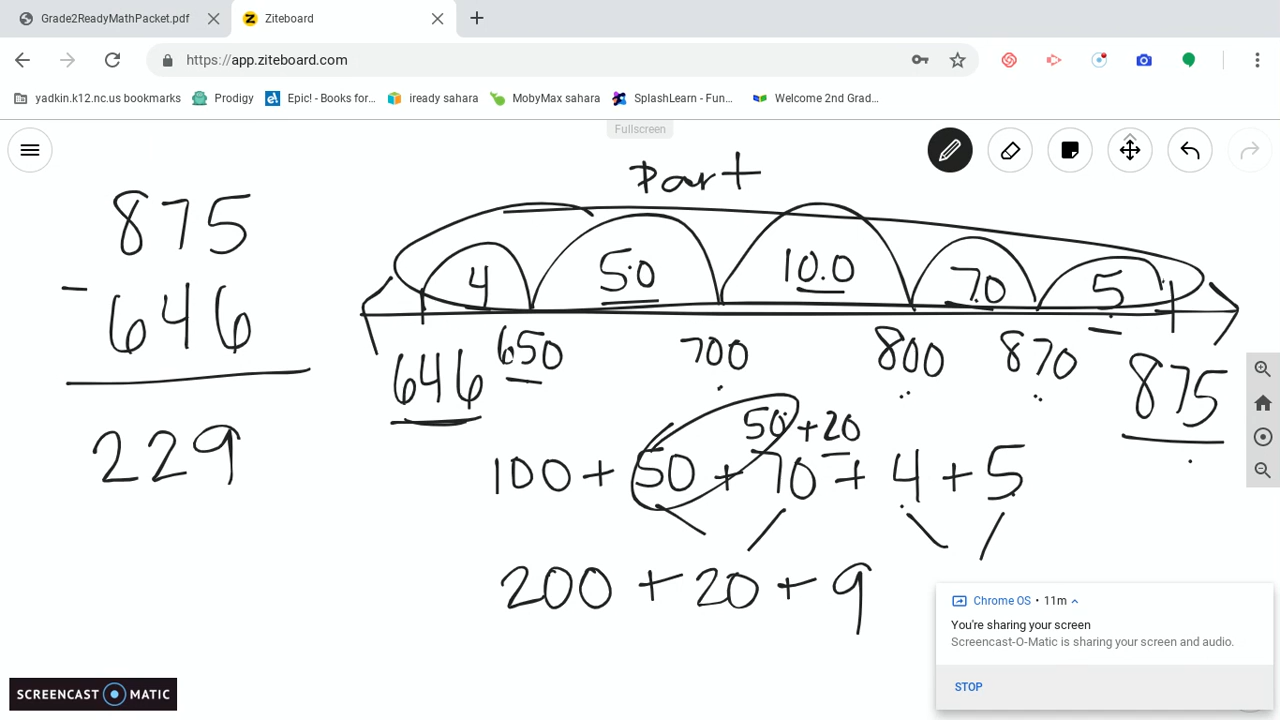 Grade2ReadyMathPacket.pdf
Ziteboard
https://app.ziteboard.com
yadkin.k12.nc.us bookmarks
Prodigy
Epic! - Books for...
iready sahara
MobyMax sahara
SplashLearn - Fun...
Welcome 2nd Grad...
Fullscreen
Part
875
- 646
229
4 50 100 70 5
646 650 700 800 870 875
50+20
100 + 50 + 70 + 4 + 5
200 + 20 + 9
Chrome OS • 11m
You're sharing your screen
Screencast-O-Matic is sharing your screen and audio.
STOP
SCREENCAST MATIC